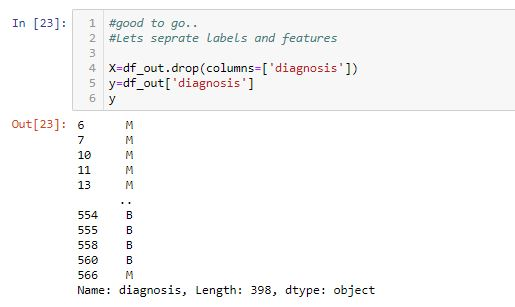 In [23]:
1 #good to go..
2 #Lets seprate labels and features
3
4 X=df_out.drop(columns=['diagnosis'])
5 y=df_out['diagnosis']
6 y
Out[23]: 6 M
7 M
10 M
11 M
13 M
..
554 B
555 B
558 B
560 B
566 M
Name: diagnosis, Length: 398, dtype: object